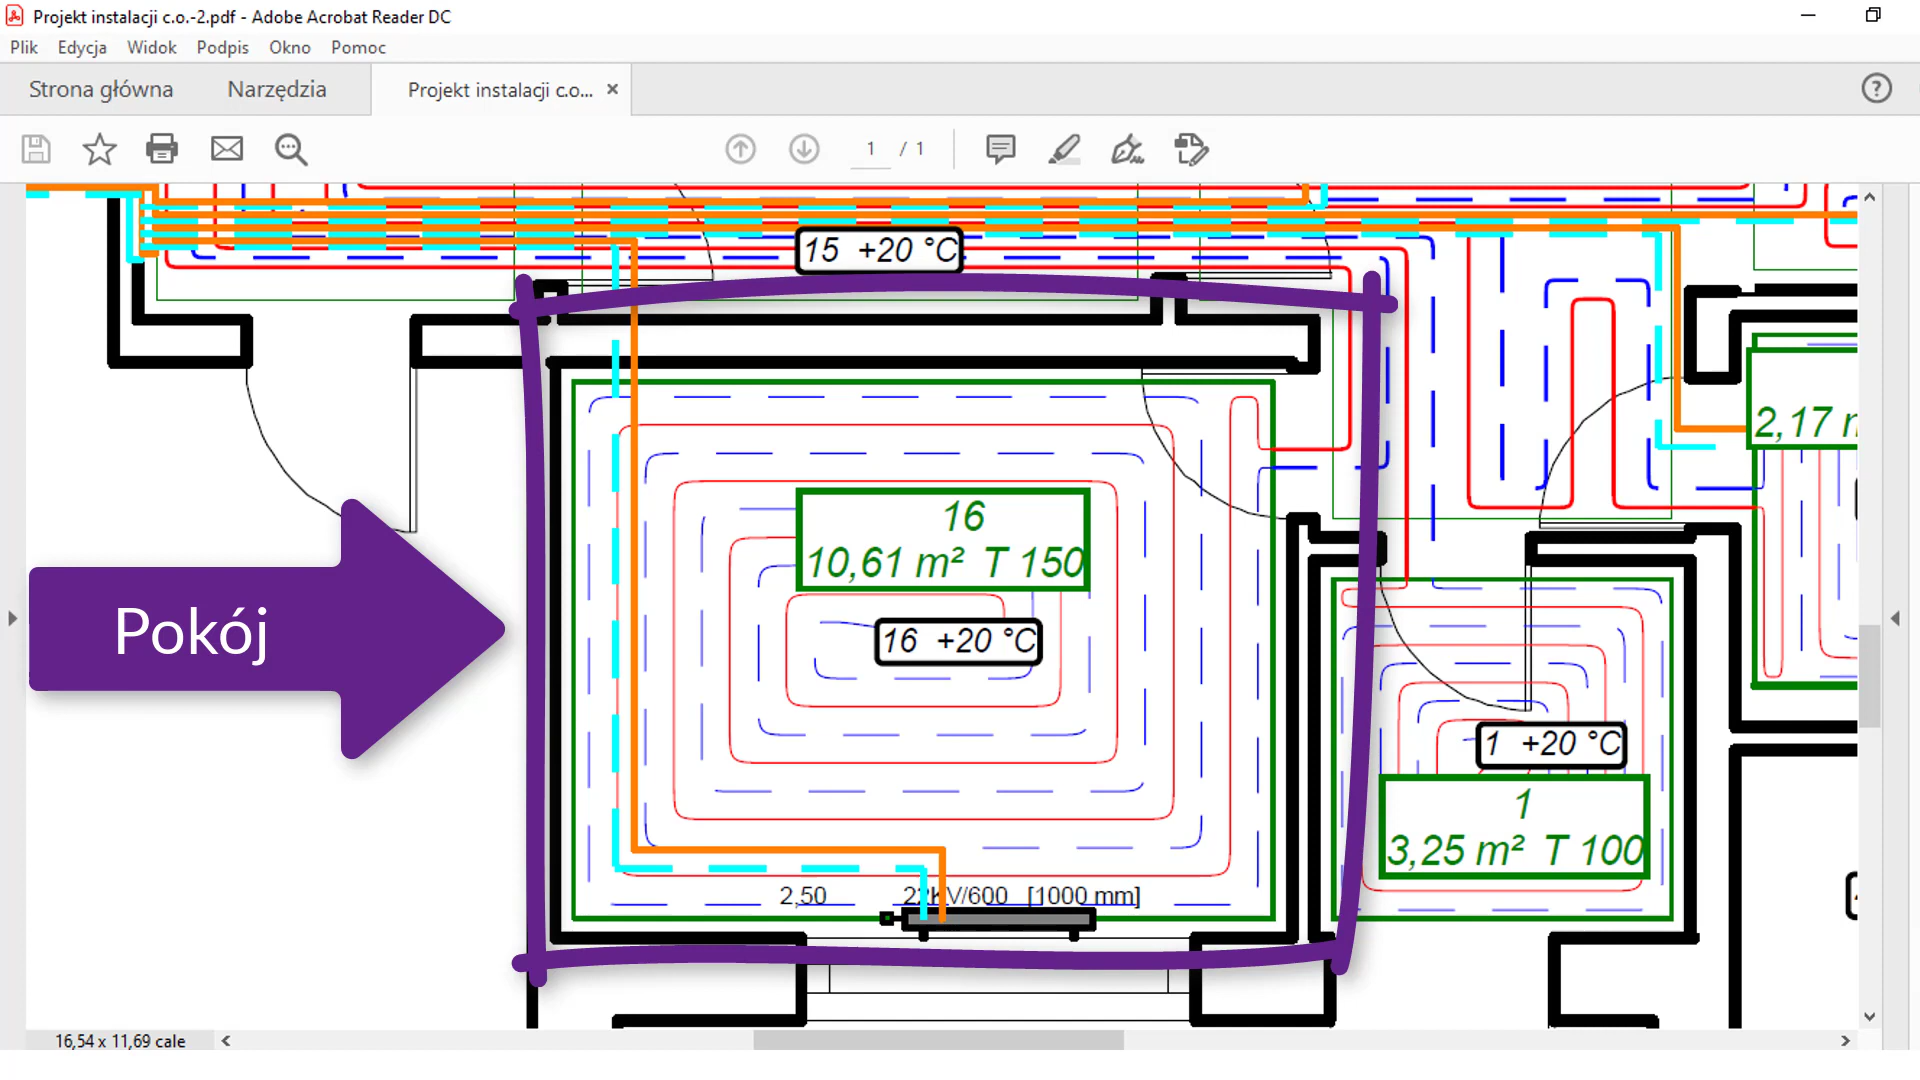 Projekt instalacji c.o.-2.pdf - Adobe Acrobat Reader DC
Plik Edycja Widok Podpis Okno Pomoc
Strona główna Narzędzia Projekt instalacji c.o... ×
1 / 1
15 +20 °C
2,17
16
10,61 m² T 150
16 +20 °C
Pokój
1 +20 °C
1
3,25 m² T 100
2,50 22KV/600 [1000 mm]
16,54 x 11,69 cale